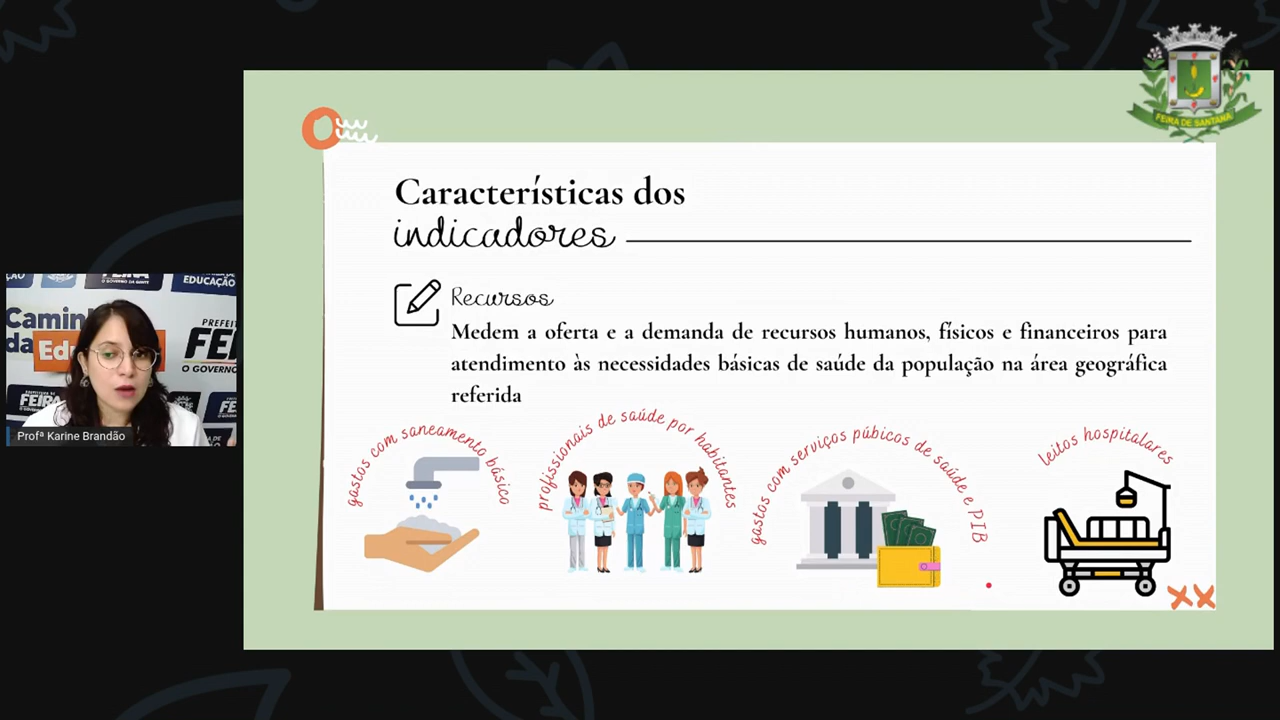 FEIRA DE SANTANA
Características dos
indicadores
Recursos
Medem a oferta e a demanda de recursos humanos, físicos e financeiros para
atendimento às necessidades básicas de saúde da população na área geográfica
referida
gastos com saneamento básico
profissionais de saúde por habitantes
gastos com serviços púbicos de saúde e PIB
leitos hospitalares
EDUCAÇÃO
FEIRA
Profª Karine Brandão